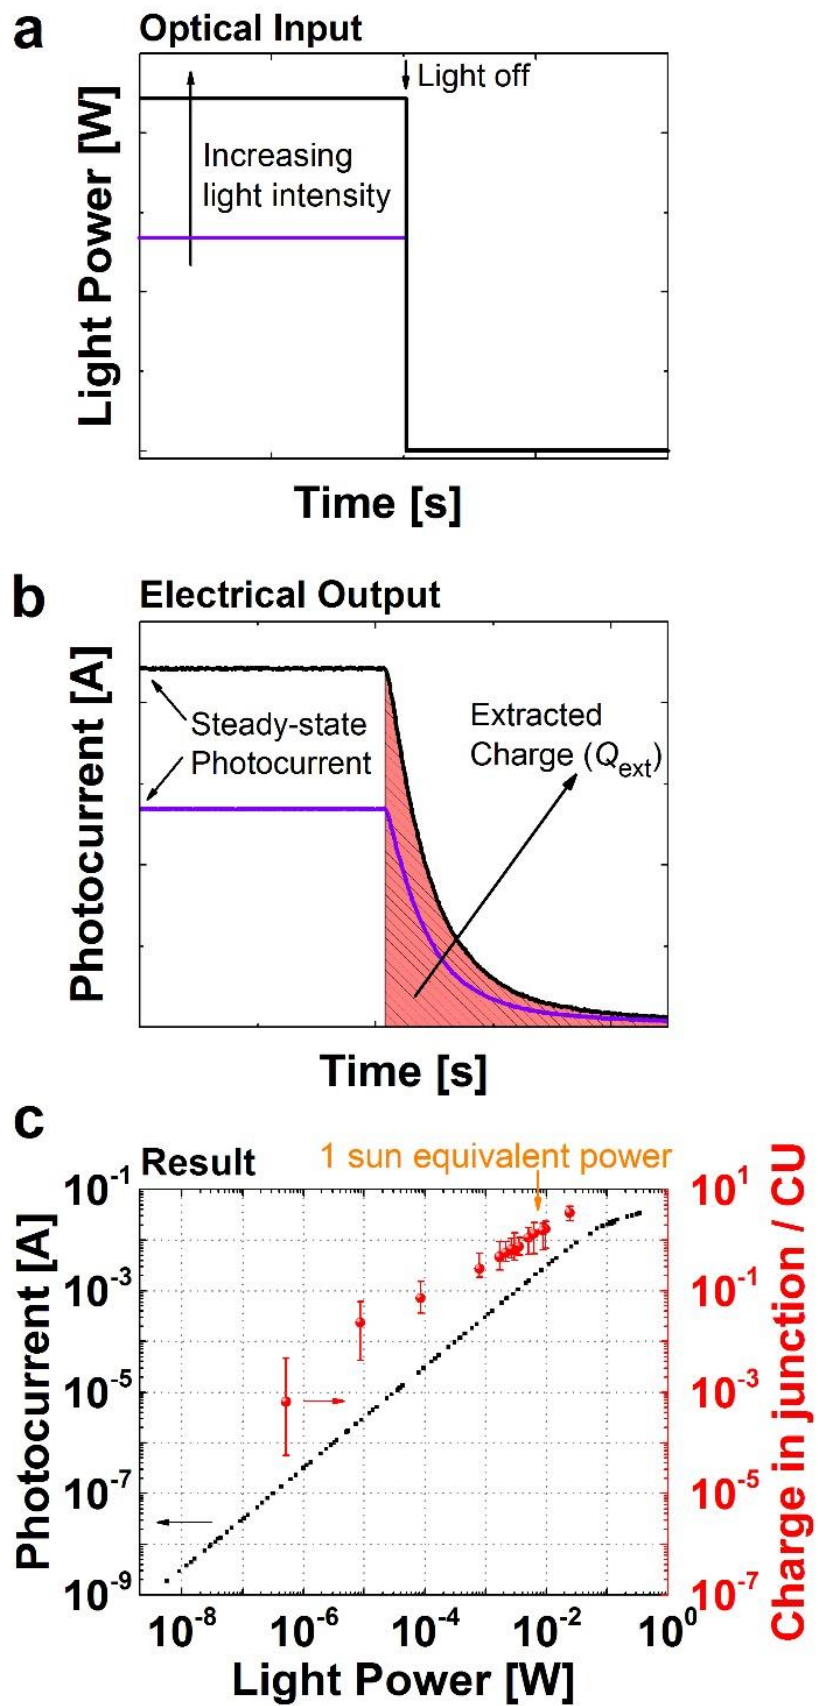 a
Optical Input
Light off
Increasing
light intensity
Light Power [W]
Time [s]
b
Electrical Output
Steady-state
Photocurrent
Extracted
Charge (Qext)
Photocurrent [A]
Time [s]
c
Result
1 sun equivalent power
10-1
10-3
10-5
10-7
10-9
Photocurrent [A]
101
10-1
10-3
10-5
10-7
Charge in junction / CU
10-8 10-6 10-4 10-2 100
Light Power [W]